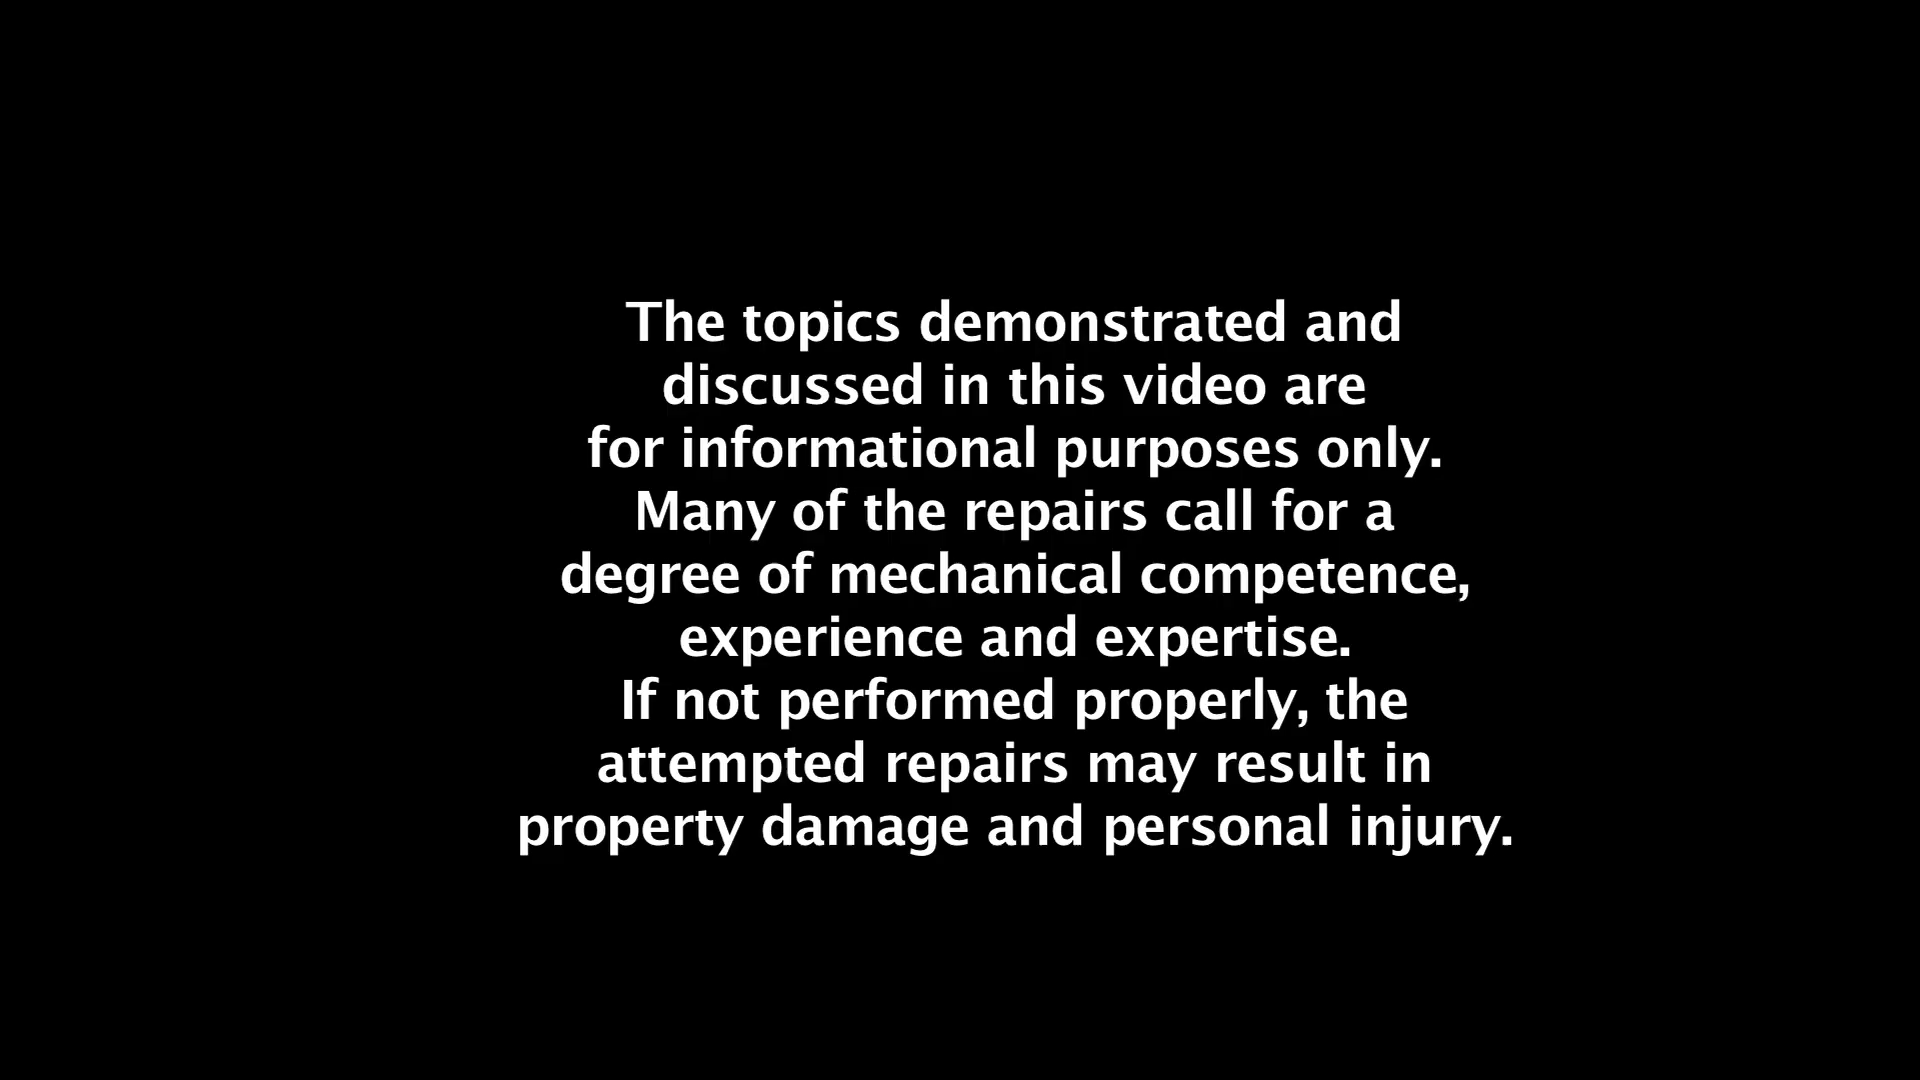 The topics demonstrated and
discussed in this video are
for informational purposes only.
Many of the repairs call for a
degree of mechanical competence,
experience and expertise.
If not performed properly, the
attempted repairs may result in
property damage and personal injury.